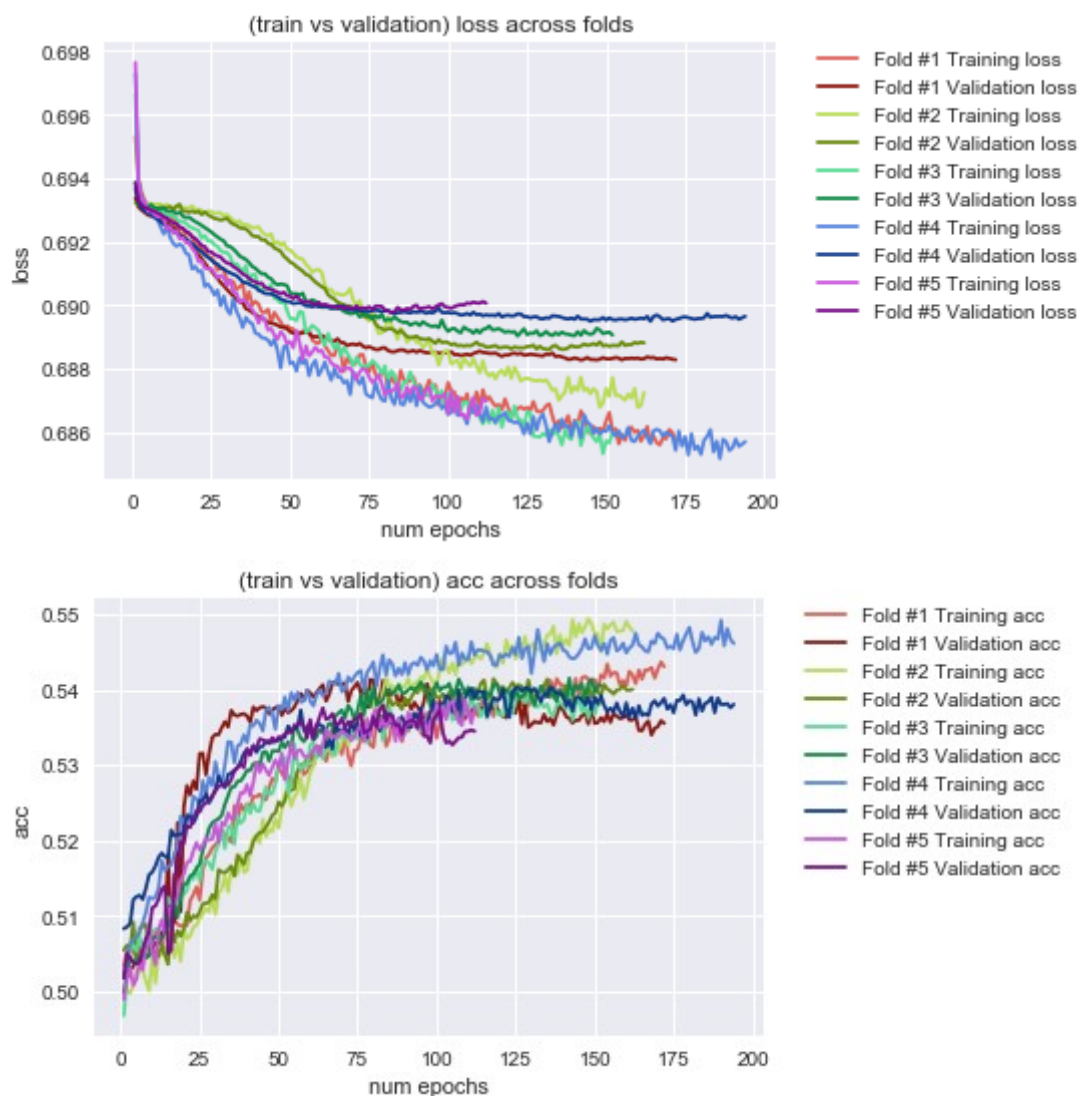 (train vs validation) loss across folds
0.698
0.696
0.694
0.692
0.690
0.688
0.686
loss
0
25
50
75
100
125
150
175
200
num epochs
Fold #1 Training loss
Fold #1 Validation loss
Fold #2 Training loss
Fold #2 Validation loss
Fold #3 Training loss
Fold #3 Validation loss
Fold #4 Training loss
Fold #4 Validation loss
Fold #5 Training loss
Fold #5 Validation loss
(train vs validation) acc across folds
0.55
0.54
0.53
0.52
0.51
0.50
acc
0
25
50
75
100
125
150
175
200
num epochs
Fold #1 Training acc
Fold #1 Validation acc
Fold #2 Training acc
Fold #2 Validation acc
Fold #3 Training acc
Fold #3 Validation acc
Fold #4 Training acc
Fold #4 Validation acc
Fold #5 Training acc
Fold #5 Validation acc